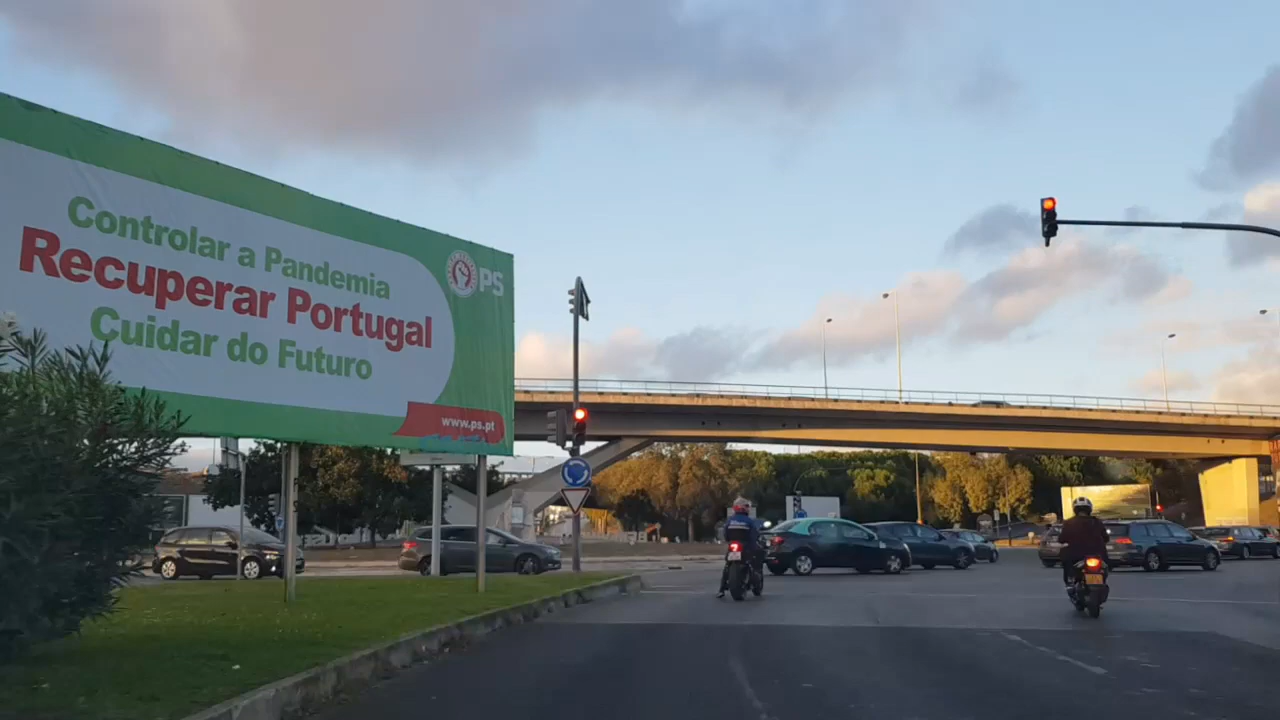 Controlar a Pandemia
Recuperar Portugal
Cuidar do Futuro
PS
www.ps.pt